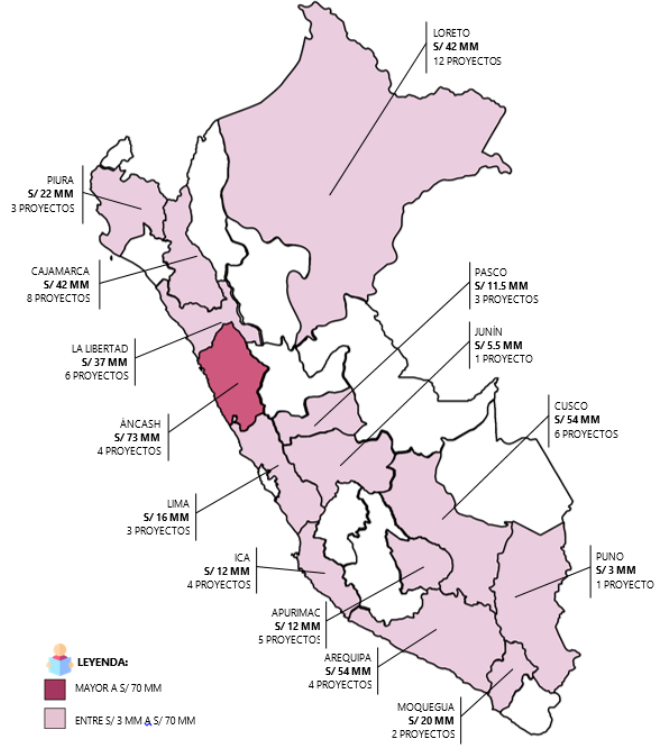 LORETO
S/ 42 MM
12 PROYECTOS
PIURA
S/ 22 MM
3 PROYECTOS
CAJAMARCA
S/ 42 MM
8 PROYECTOS
PASCO
S/ 11.5 MM
3 PROYECTOS
JUNÍN
S/ 5.5 MM
1 PROYECTO
LA LIBERTAD
S/ 37 MM
6 PROYECTOS
CUSCO
S/ 54 MM
6 PROYECTOS
ÁNCASH
S/ 73 MM
4 PROYECTOS
LIMA
S/ 16 MM
3 PROYECTOS
ICA
S/ 12 MM
4 PROYECTOS
PUNO
S/ 3 MM
1 PROYECTO
APURIMAC
S/ 12 MM
5 PROYECTOS
AREQUIPA
S/ 54 MM
4 PROYECTOS
MOQUEGUA
S/ 20 MM
2 PROYECTOS
LEYENDA:
MAYOR A S/ 70 MM
ENTRE S/ 3 MM A S/ 70 MM